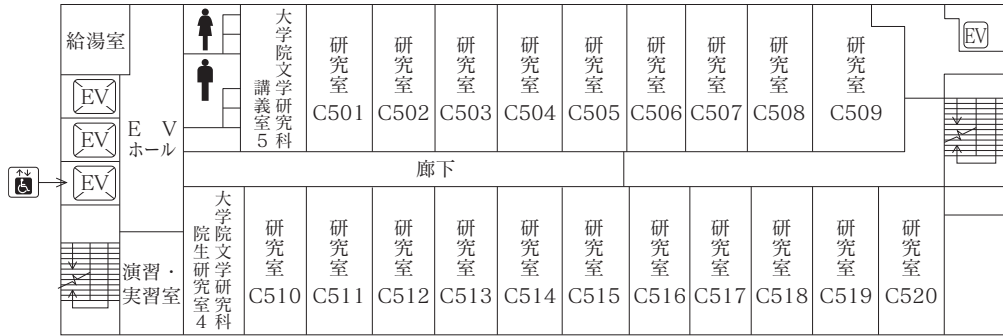 給湯室
EV
EV
EV
EV
ホール
大学院文学研究科
講義室5
研究室
C501
研究室
C502
研究室
C503
研究室
C504
研究室
C505
研究室
C506
研究室
C507
研究室
C508
研究室
C509
EV
廊下
演習・
実習室
大学院文学研究科
院生研究室4
研究室
C510
研究室
C511
研究室
C512
研究室
C513
研究室
C514
研究室
C515
研究室
C516
研究室
C517
研究室
C518
研究室
C519
研究室
C520